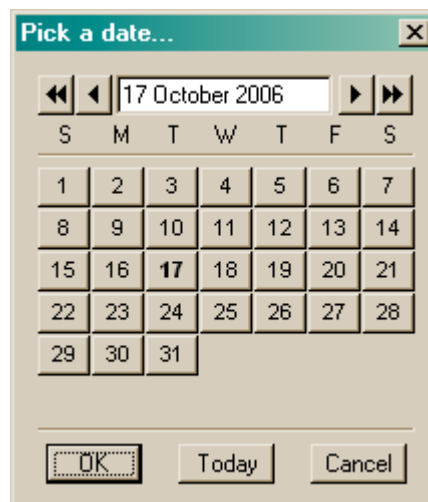 Pick a date...
17 October 2006
S M T W T F S
1 2 3 4 5 6 7
8 9 10 11 12 13 14
15 16 17 18 19 20 21
22 23 24 25 26 27 28
29 30 31
OK Today Cancel